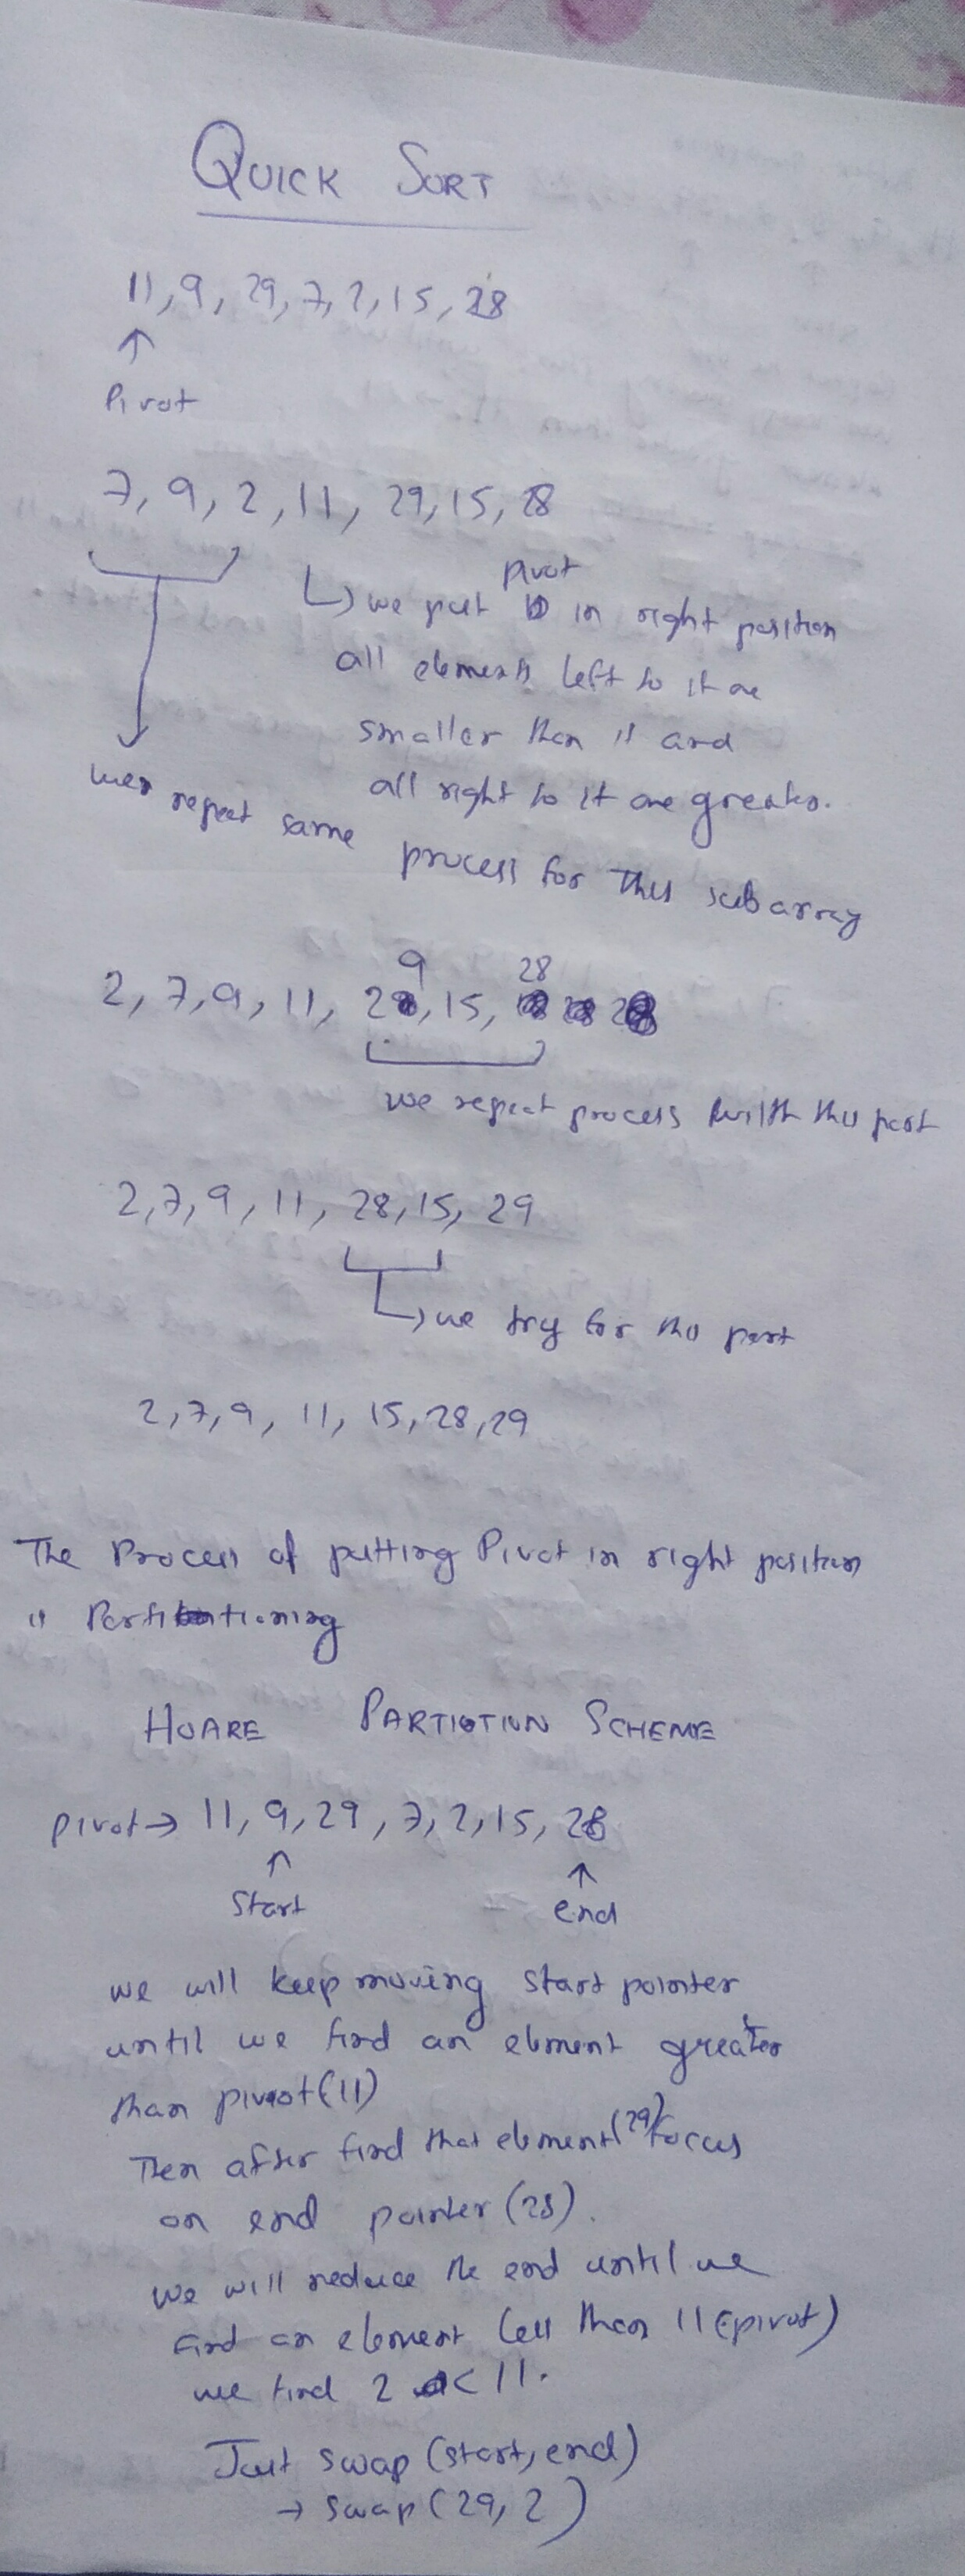 QUICK SORT
11, 9, 29, 7, 2, 15, 28
↑
Pivot
7, 9, 2, 11, 29, 15, 28
pivot
↳ we put in right position
all elements left to it are
smaller than it and
all right to it are greater.
repeat same process for this subarray
9 28
2, 7, 9, 11, 2 , 15,
we repeat process with this part
2, 7, 9, 11, 28, 15, 29
↳ we try for this part
2, 7, 9, 11, 15, 28, 29
The Process of putting Pivot in right position
is Partitioning
HOARE PARTIOTION SCHEME
pivot → 11, 9, 29, 7, 2, 15, 28
↑ ↑
Start end
we will keep moving start pointer
until we find an element greater
than pivot (11)
Then after find that element (29) focus
on end pointer (28).
we will reduce the end until we
find an element less than 11 (pivot)
we find 2 < 11.
Just swap (start, end)
→ swap (29, 2)